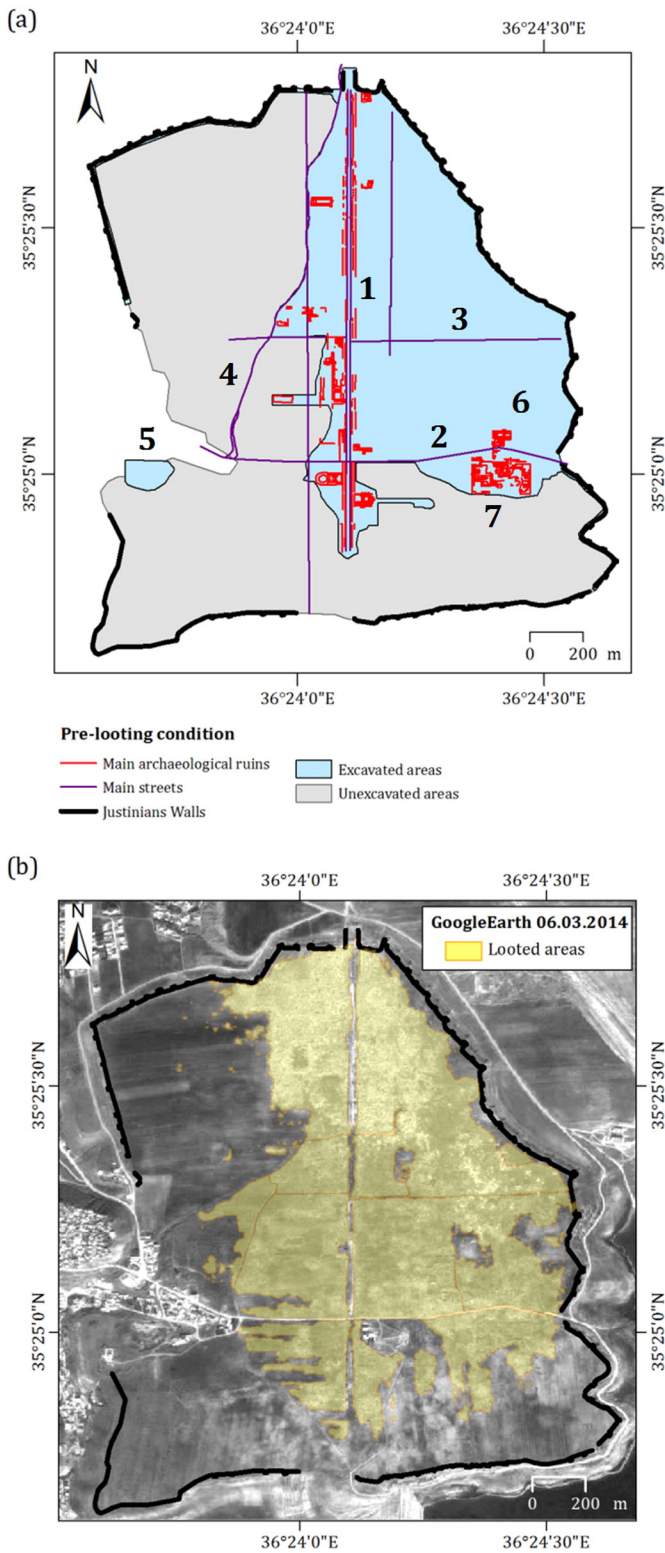 (a)
36°24'0"E 36°24'30"E
N
35°25'30"N 35°25'30"N
1
3
4
6
5
2
35°25'0"N 35°25'0"N
7
0 200 m
36°24'0"E 36°24'30"E
Pre-looting condition
Main archaeological ruins
Main streets
Justinians Walls
Excavated areas
Unexcavated areas
(b)
36°24'0"E 36°24'30"E
N
GoogleEarth 06.03.2014
Looted areas
35°25'30"N 35°25'30"N
35°25'0"N 35°25'0"N
0 200 m
36°24'0"E 36°24'30"E